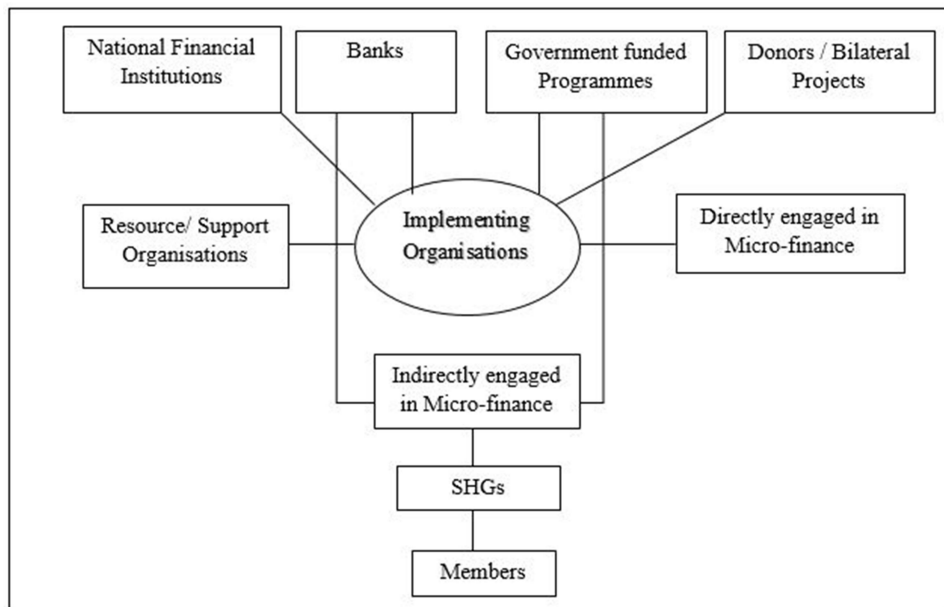 National Financial
Institutions
Banks
Government funded
Programmes
Donors / Bilateral
Projects
Resource/ Support
Organisations
Implementing
Organisations
Directly engaged in
Micro-finance
Indirectly engaged
in Micro-finance
SHGs
Members